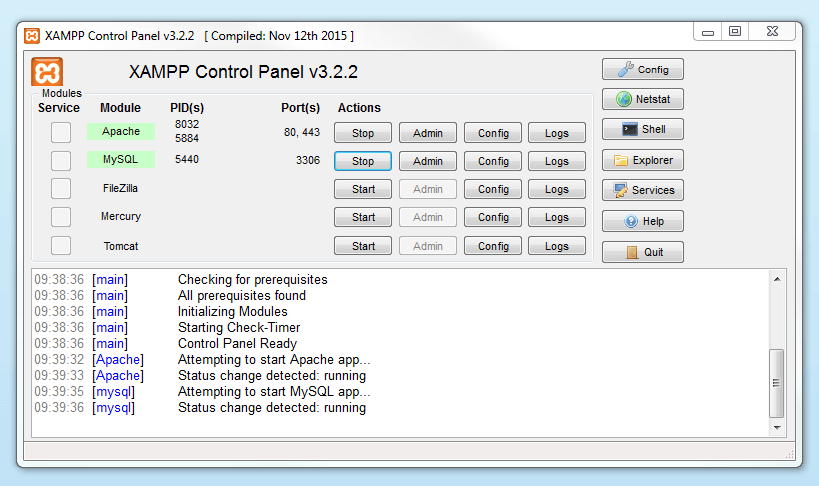 XAMPP Control Panel v3.2.2 [ Compiled: Nov 12th 2015 ]
XAMPP Control Panel v3.2.2
Modules
Service Module PID(s) Port(s) Actions
Apache 8032 5884 80, 443 Stop Admin Config Logs
MySQL 5440 3306 Stop Admin Config Logs
FileZilla Start Admin Config Logs
Mercury Start Admin Config Logs
Tomcat Start Admin Config Logs
Config
Netstat
Shell
Explorer
Services
Help
Quit
09:38:36 [main] Checking for prerequisites
09:38:36 [main] All prerequisites found
09:38:36 [main] Initializing Modules
09:38:36 [main] Starting Check-Timer
09:38:36 [main] Control Panel Ready
09:39:32 [Apache] Attempting to start Apache app...
09:39:33 [Apache] Status change detected: running
09:39:35 [mysql] Attempting to start MySQL app...
09:39:36 [mysql] Status change detected: running